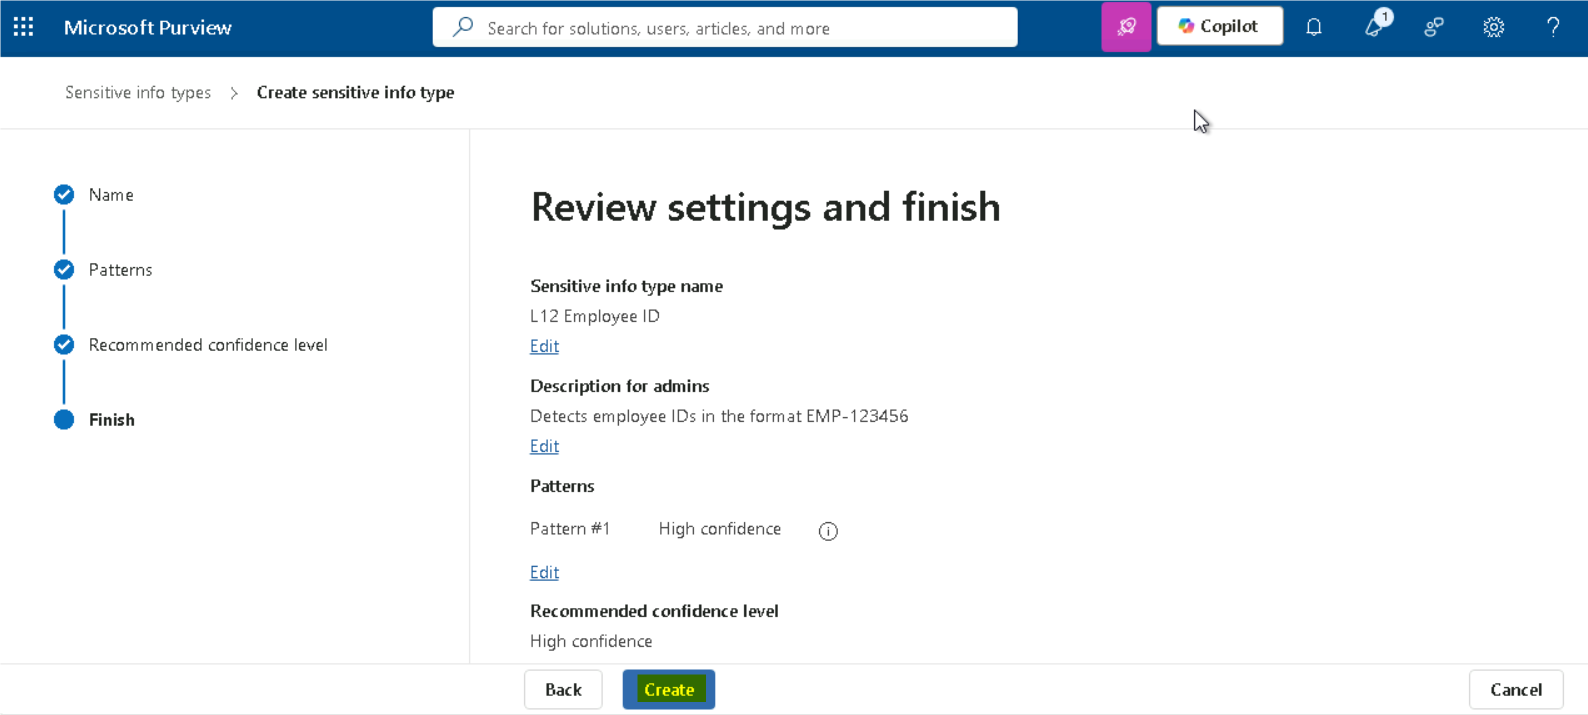 Microsoft Purview
Search for solutions, users, articles, and more
Copilot
1
?
Sensitive info types > Create sensitive info type
Name
Patterns
Recommended confidence level
Finish
Review settings and finish
Sensitive info type name
L12 Employee ID
Edit
Description for admins
Detects employee IDs in the format EMP-123456
Edit
Patterns
Pattern #1 High confidence
Edit
Recommended confidence level
High confidence
Back
Create
Cancel